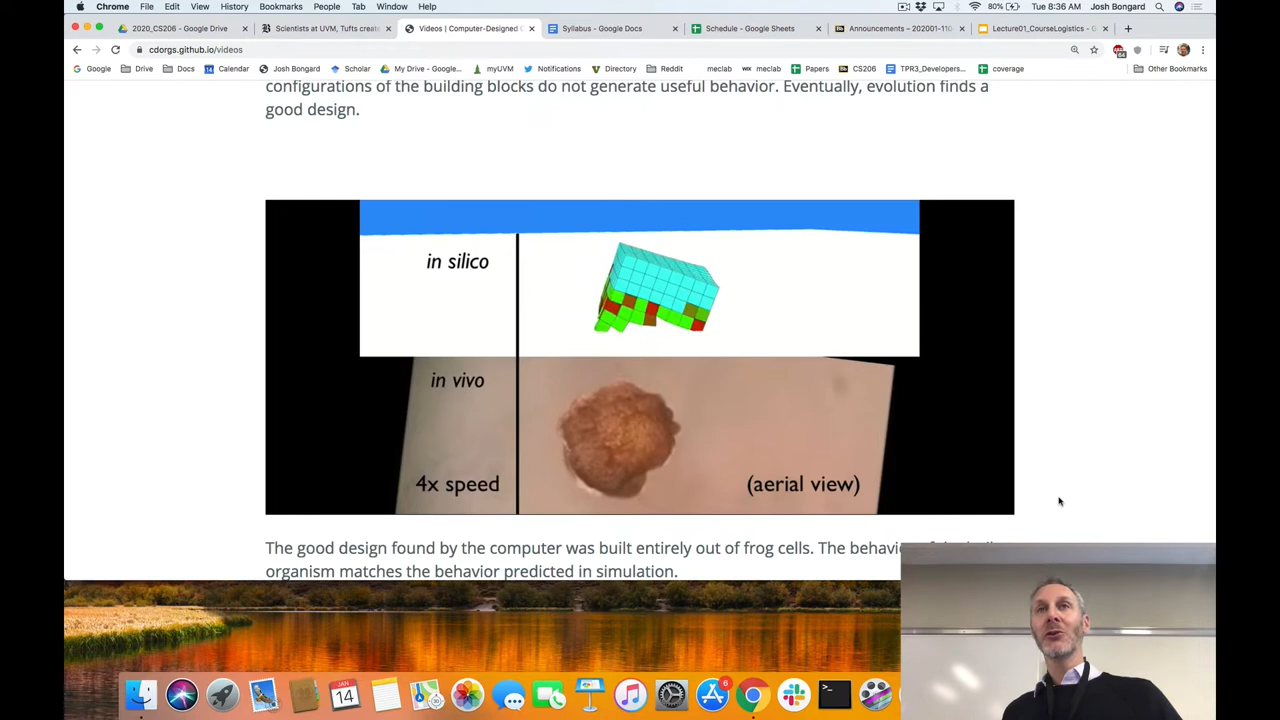 Chrome File Edit View History Bookmarks People Tab Window Help 80% Tue 8:36 AM Josh Bongard
2020_CS206 - Google Drive Scientists at UVM, Tufts create Videos | Computer-Designed Syllabus - Google Docs Schedule - Google Sheets Announcements – 202001-11 Lecture01_CourseLogistics - G
cdorgs.github.io/videos
Google Drive Docs Calendar Josh Bongard Scholar My Drive - Google... myUVM Notifications Directory Reddit meclab meclab Papers CS206 TPR3_Developers... coverage Other Bookmarks
configurations of the building blocks do not generate useful behavior. Eventually, evolution finds a
good design.
in silico
in vivo
4x speed (aerial view)
The good design found by the computer was built entirely out of frog cells. The
organism matches the behavior predicted in simulation.
JAN
14
6